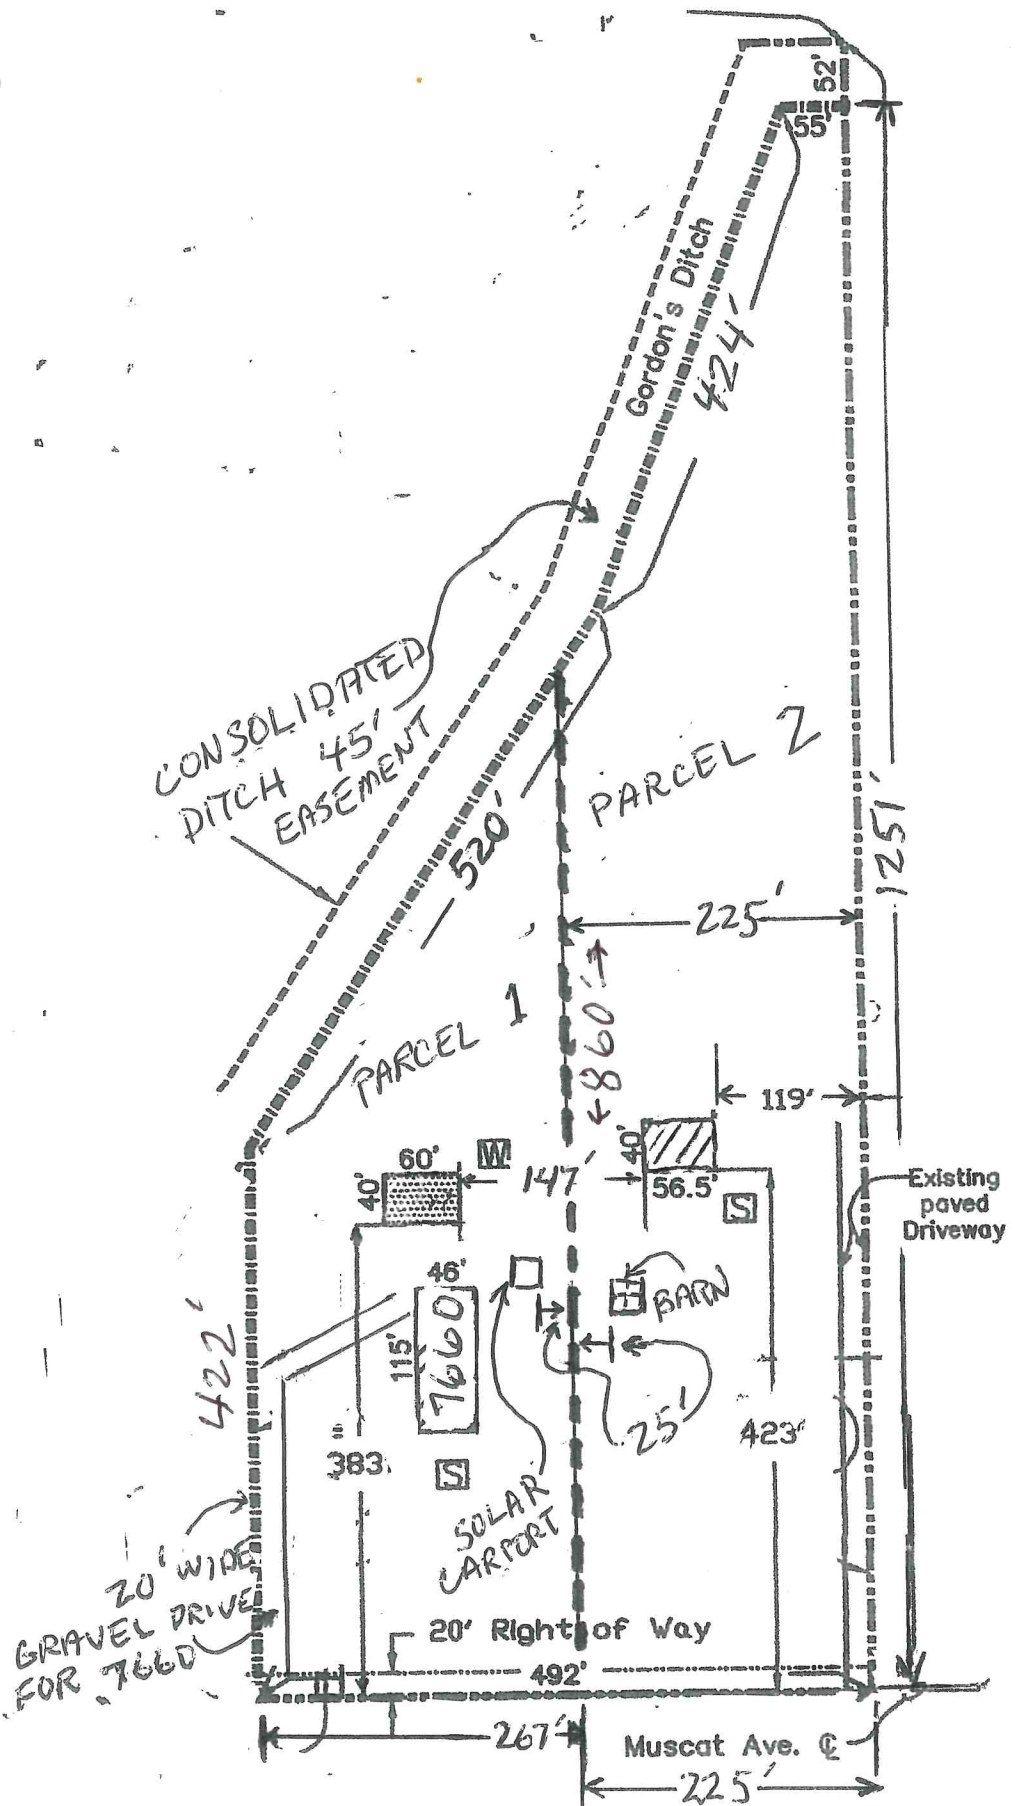 52'
55'
Gordon's Ditch
424'
CONSOLIDATED
DITCH 45'
EASEMENT
520'
PARCEL 2
1251'
225'
PARCEL 1
←860'→
119'
60'
W
40'
147'
40'
56.5'
S
Existing
paved
Driveway
46'
BARN
115'
7660
422'
25'
423'
383'
S
SOLAR
CARPORT
20' WIDE
GRAVEL DRIVE
FOR 7660
20' Right of Way
492'
267'
Muscat Ave. ℄
225'